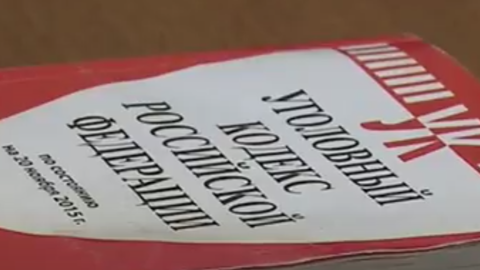 УК
УГОЛОВНЫЙ
КОДЕКС
РОССИЙСКОЙ
ФЕДЕРАЦИИ
по состоянию
на 20 ноября 2015 г.